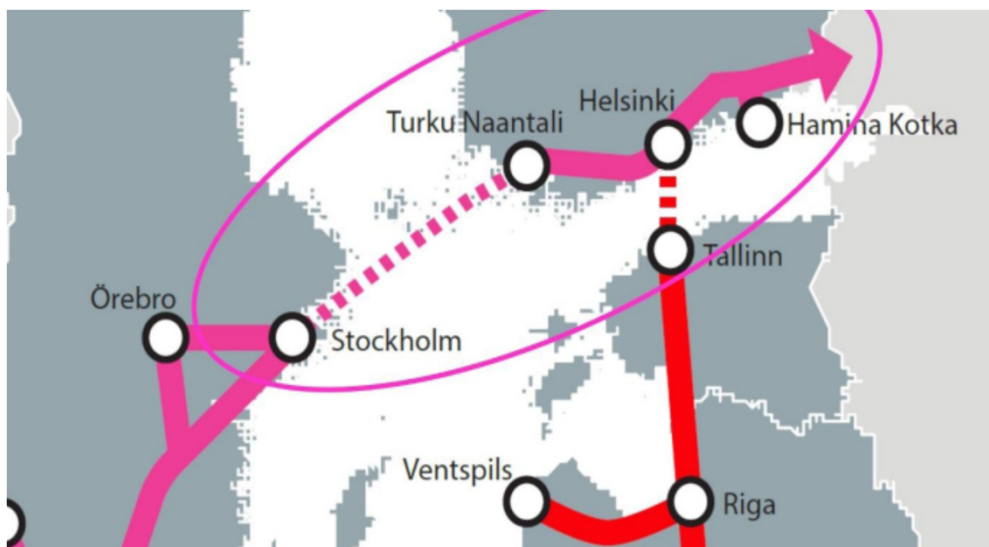 Helsinki
Turku Naantali
Hamina Kotka
Tallinn
Örebro
Stockholm
Ventspils
Riga